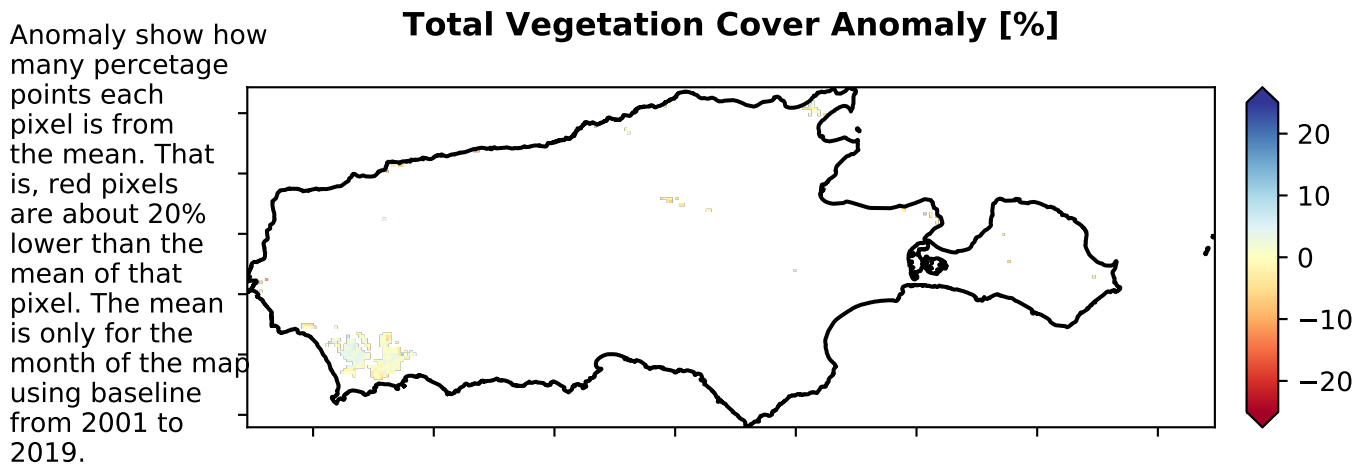 Total Vegetation Cover Anomaly [%]
Anomaly show how
many percetage
points each
pixel is from
the mean. That
is, red pixels
are about 20%
lower than the
mean of that
pixel. The mean
is only for the
month of the map
using baseline
from 2001 to
2019.
20
10
0
−10
−20